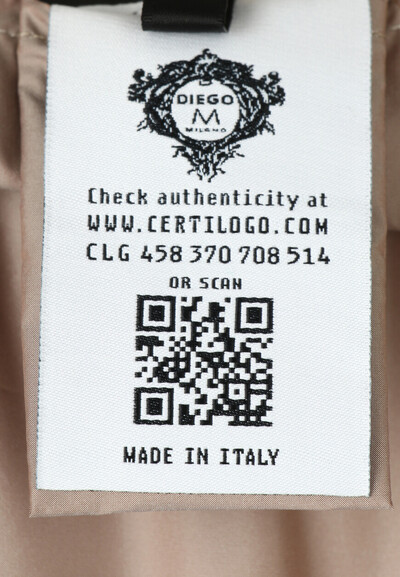 DIEGO
M
MILANO
Check authenticity at
WWW.CERTILOGO.COM
CLG 458 370 708 514
OR SCAN
MADE IN ITALY